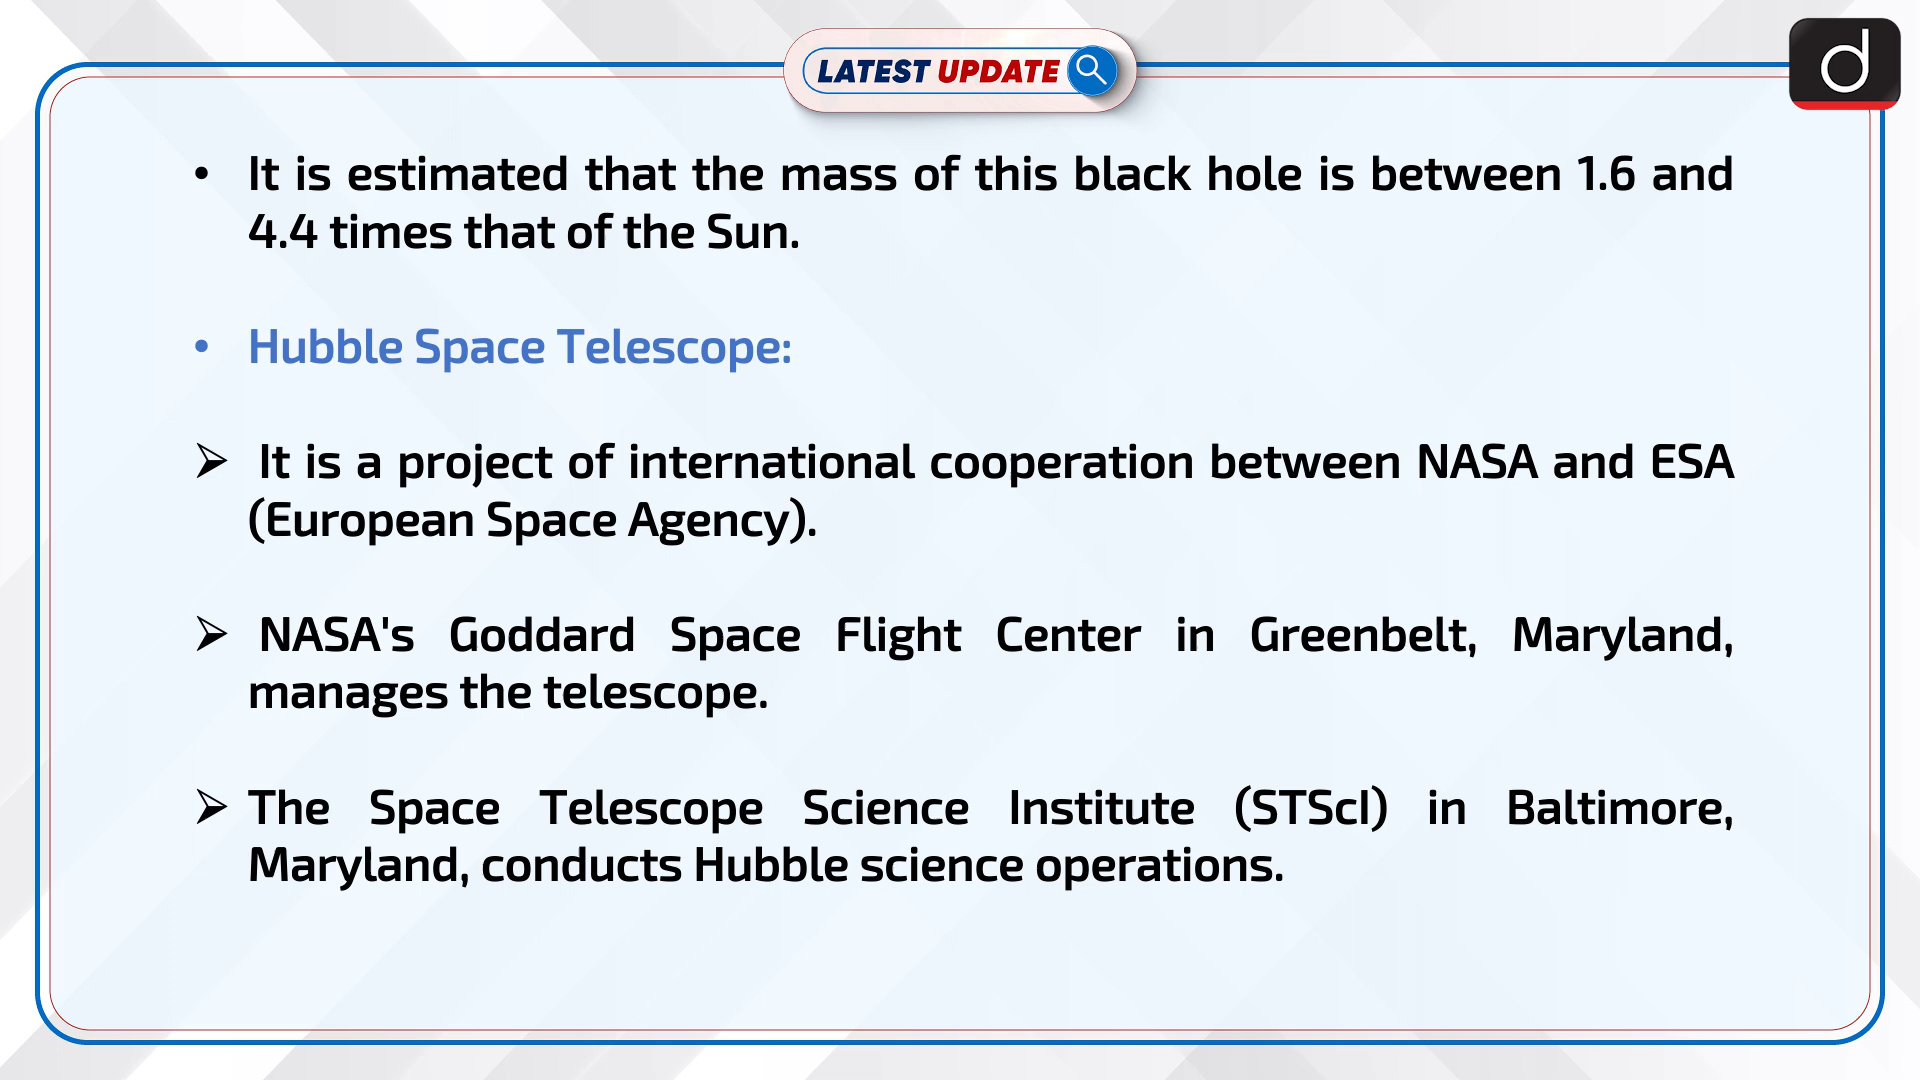 LATEST UPDATE
d
• It is estimated that the mass of this black hole is between 1.6 and
4.4 times that of the Sun.
• Hubble Space Telescope:
➢ It is a project of international cooperation between NASA and ESA
(European Space Agency).
➢ NASA's Goddard Space Flight Center in Greenbelt, Maryland,
manages the telescope.
➢ The Space Telescope Science Institute (STScI) in Baltimore,
Maryland, conducts Hubble science operations.